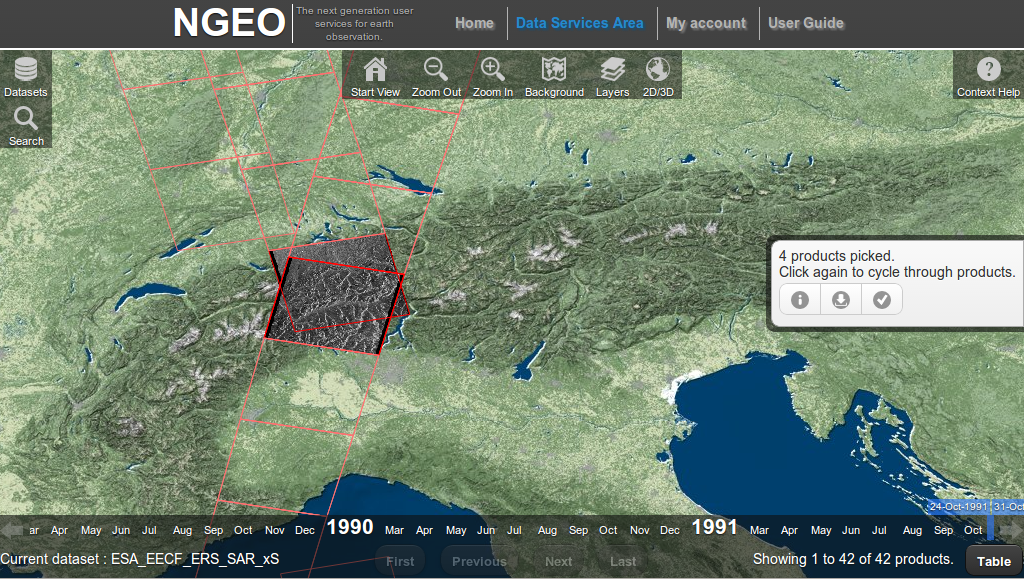 NGEO
The next generation user
services for earth
observation.
Home
Data Services Area
My account
User Guide
Datasets
Search
Start View
Zoom Out
Zoom In
Background
Layers
2D/3D
?
Context Help
4 products picked.
Click again to cycle through products.
24-Oct-1991 31-Oct
ar Apr May Jun Jul Aug Sep Oct Nov Dec 1990 Mar Apr May Jun Jul Aug Sep Oct Nov Dec 1991 Mar Apr May Jun Jul Aug Sep Oct
Current dataset : ESA_EECF_ERS_SAR_xS
First
Previous
Next
Last
Showing 1 to 42 of 42 products.
Table